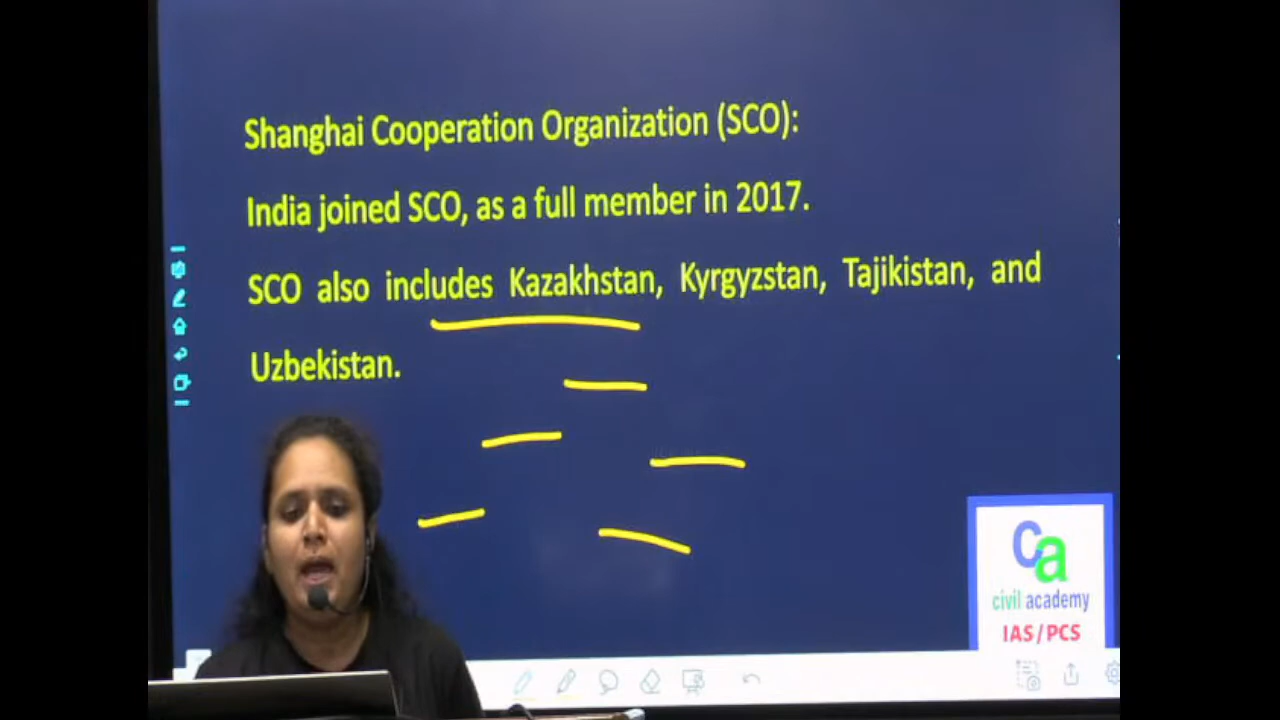 Shanghai Cooperation Organization (SCO):
India joined SCO, as a full member in 2017.
SCO also includes Kazakhstan, Kyrgyzstan, Tajikistan, and
Uzbekistan.
ca
civil academy
IAS/PCS